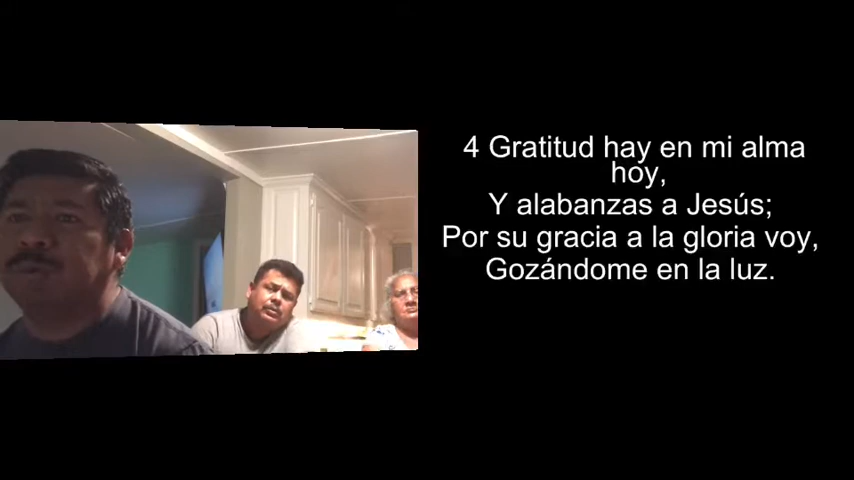 4 Gratitud hay en mi alma
hoy,
Y alabanzas a Jesús;
Por su gracia a la gloria voy,
Gozándome en la luz.